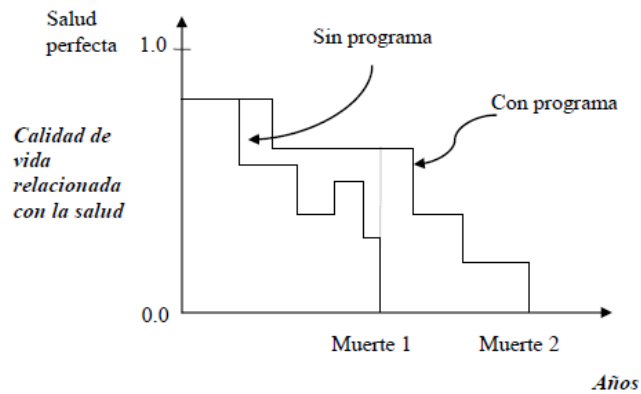 Salud
perfecta
1.0
Sin programa
Con programa
Calidad de
vida
relacionada
con la salud
0.0
Muerte 1
Muerte 2
Años